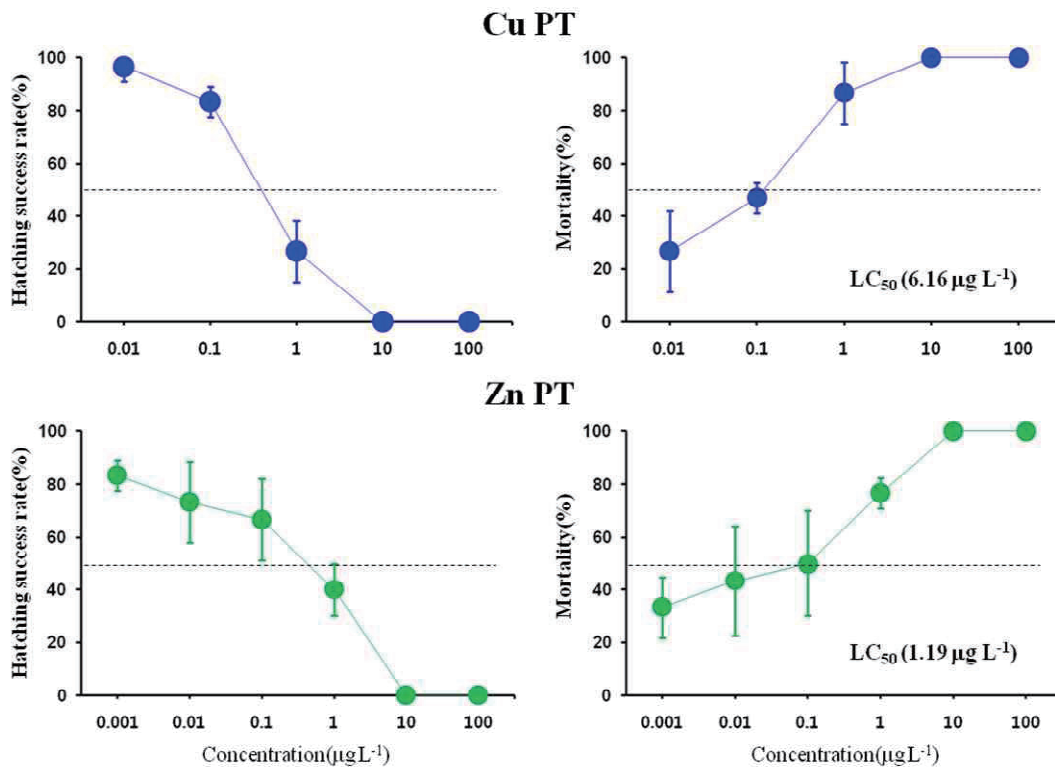 Cu PT
Hatching success rate(%)
100
80
60
40
20
0
0.01 0.1 1 10 100
Mortality(%)
100
80
60
40
20
0
LC₅₀ (6.16 µg L⁻¹)
0.01 0.1 1 10 100
Zn PT
Hatching success rate(%)
100
80
60
40
20
0
0.001 0.01 0.1 1 10 100
Concentration(µgL⁻¹)
Mortality(%)
100
80
60
40
20
0
LC₅₀ (1.19 µg L⁻¹)
0.001 0.01 0.1 1 10 100
Concentration(µgL⁻¹)